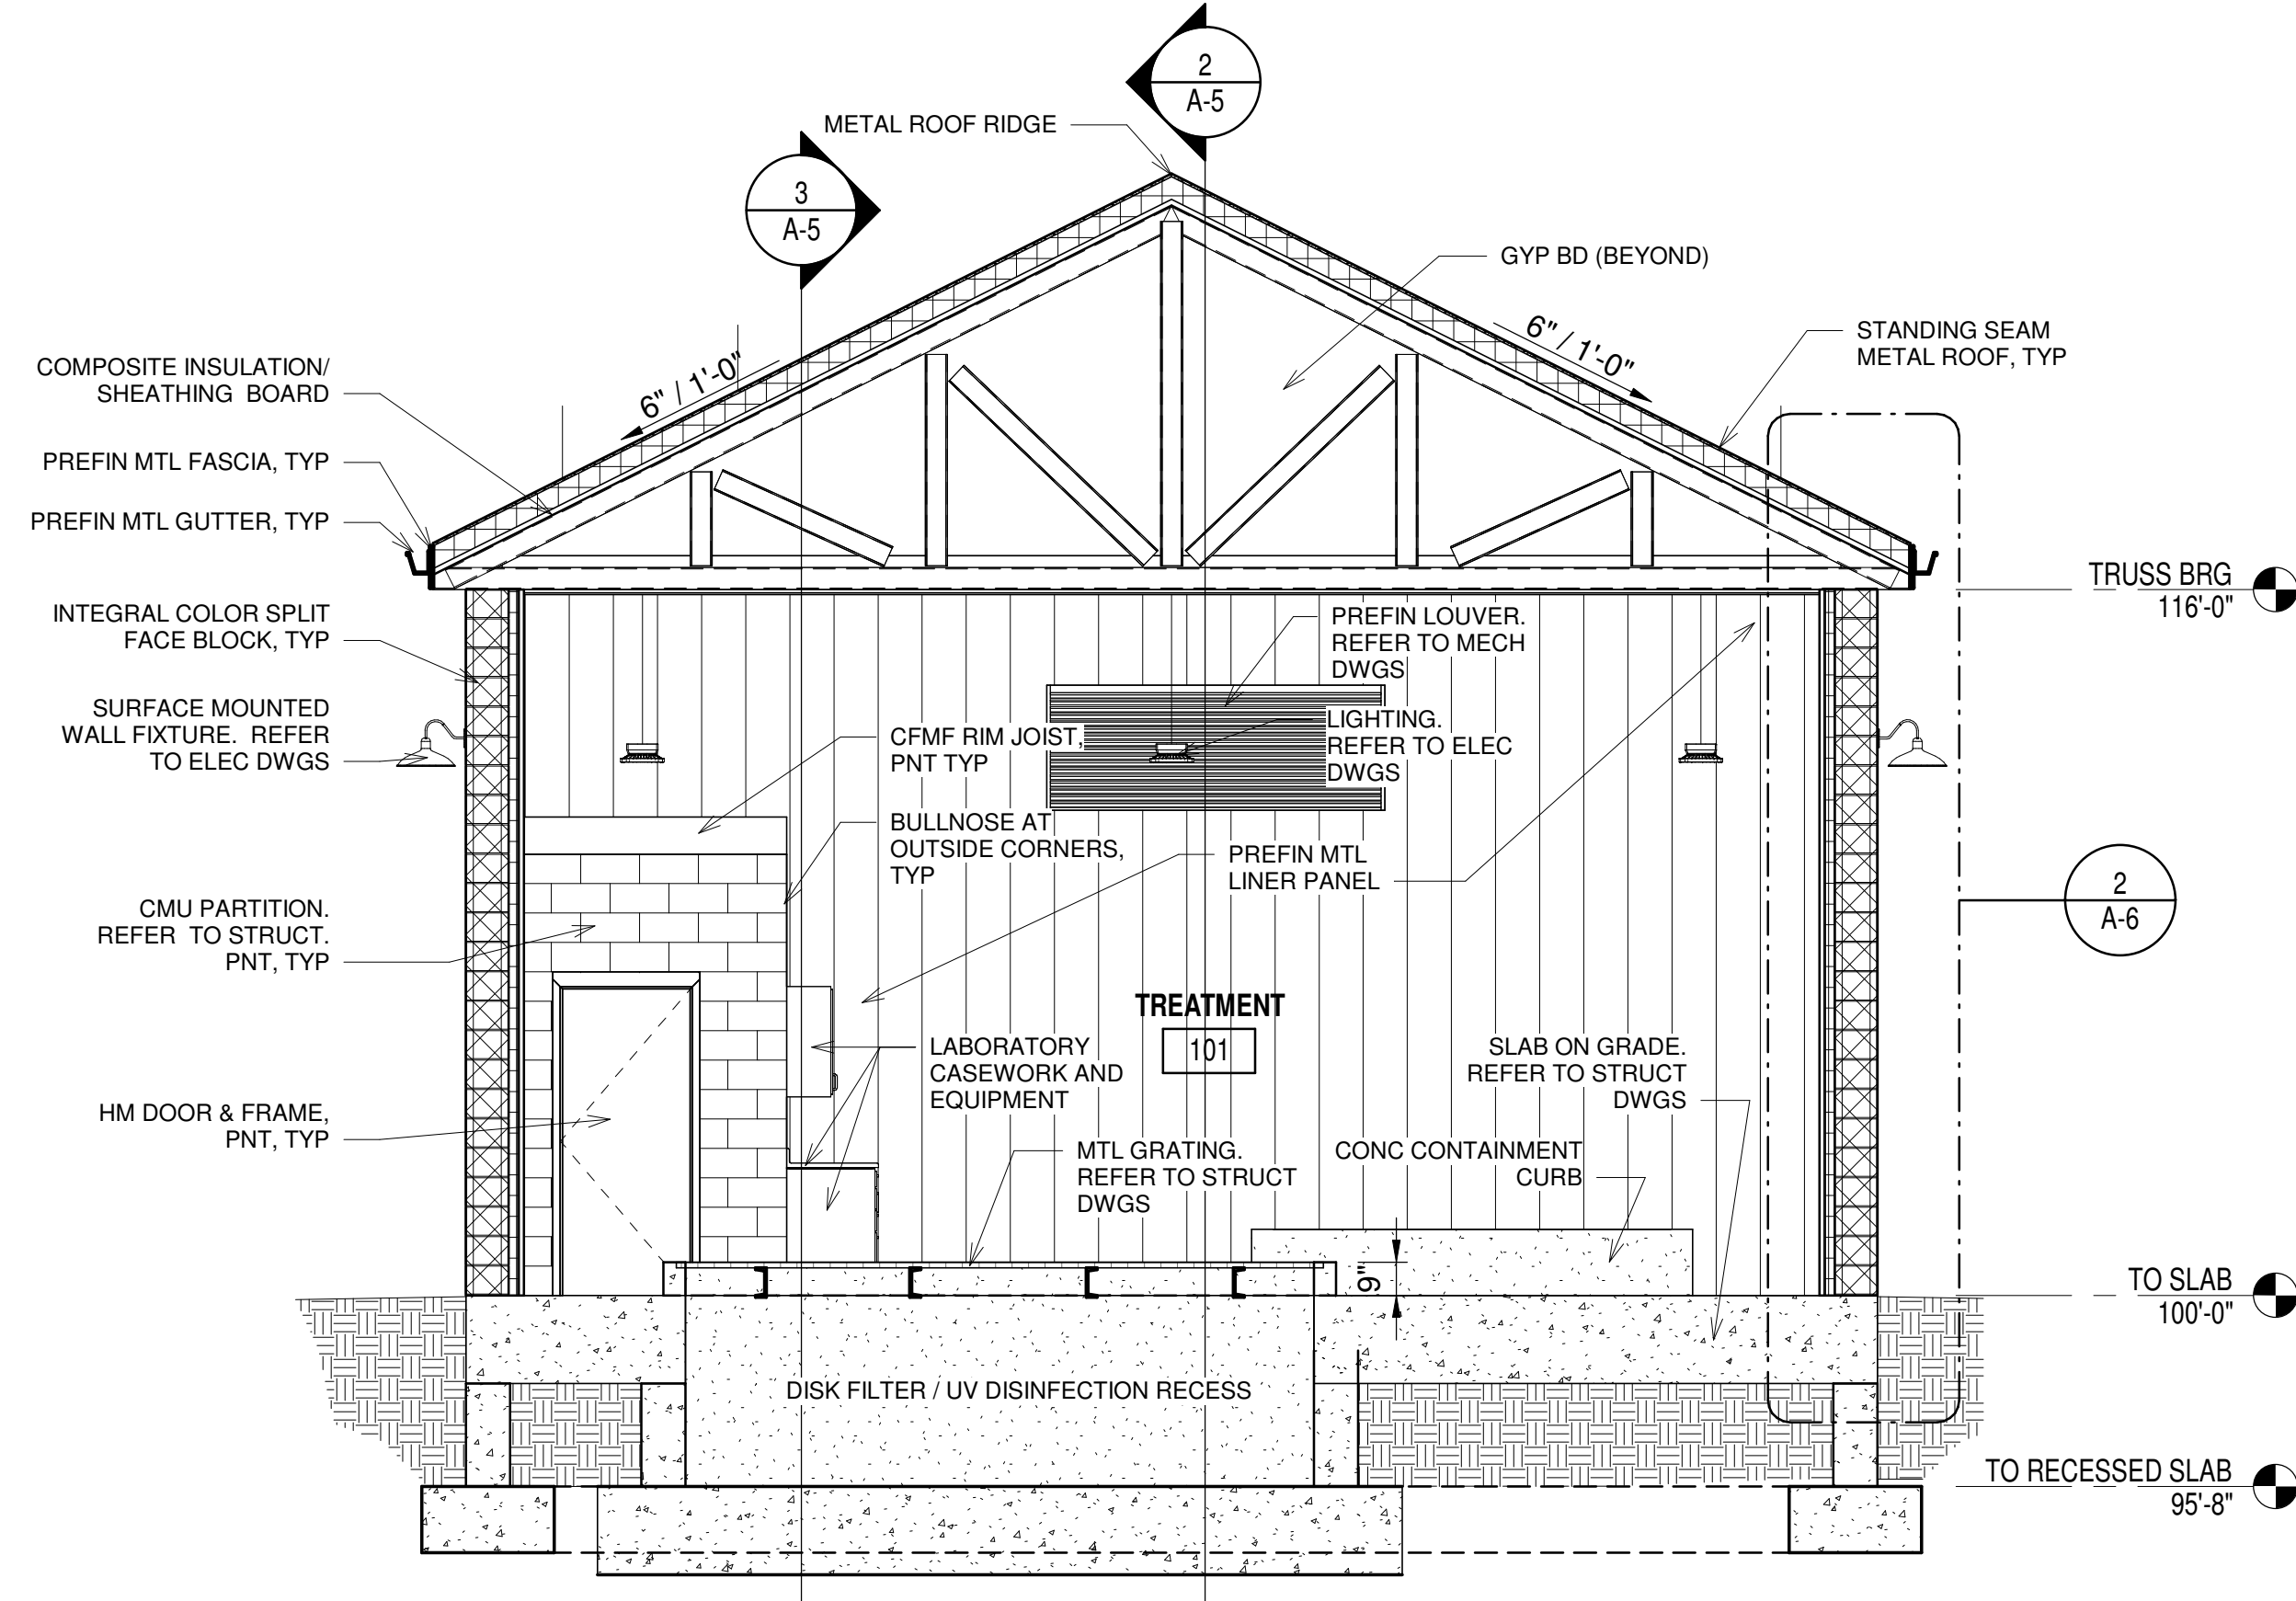 2
A-5
METAL ROOF RIDGE
3
A-5
GYP BD (BEYOND)
6" / 1'-0"
6" / 1'-0"
STANDING SEAM
METAL ROOF, TYP
COMPOSITE INSULATION/
SHEATHING BOARD
PREFIN MTL FASCIA, TYP
PREFIN MTL GUTTER, TYP
TRUSS BRG
116'-0"
INTEGRAL COLOR SPLIT
FACE BLOCK, TYP
PREFIN LOUVER.
REFER TO MECH
DWGS
SURFACE MOUNTED
WALL FIXTURE. REFER
TO ELEC DWGS
CFMF RIM JOIST,
PNT TYP
LIGHTING.
REFER TO ELEC
DWGS
BULLNOSE AT
OUTSIDE CORNERS,
TYP
PREFIN MTL
LINER PANEL
2
A-6
CMU PARTITION.
REFER TO STRUCT.
PNT, TYP
TREATMENT
101
LABORATORY
CASEWORK AND
EQUIPMENT
SLAB ON GRADE.
REFER TO STRUCT
DWGS
HM DOOR & FRAME,
PNT, TYP
MTL GRATING.
REFER TO STRUCT
DWGS
CONC CONTAINMENT
CURB
9"
TO SLAB
100'-0"
DISK FILTER / UV DISINFECTION RECESS
TO RECESSED SLAB
95'-8"